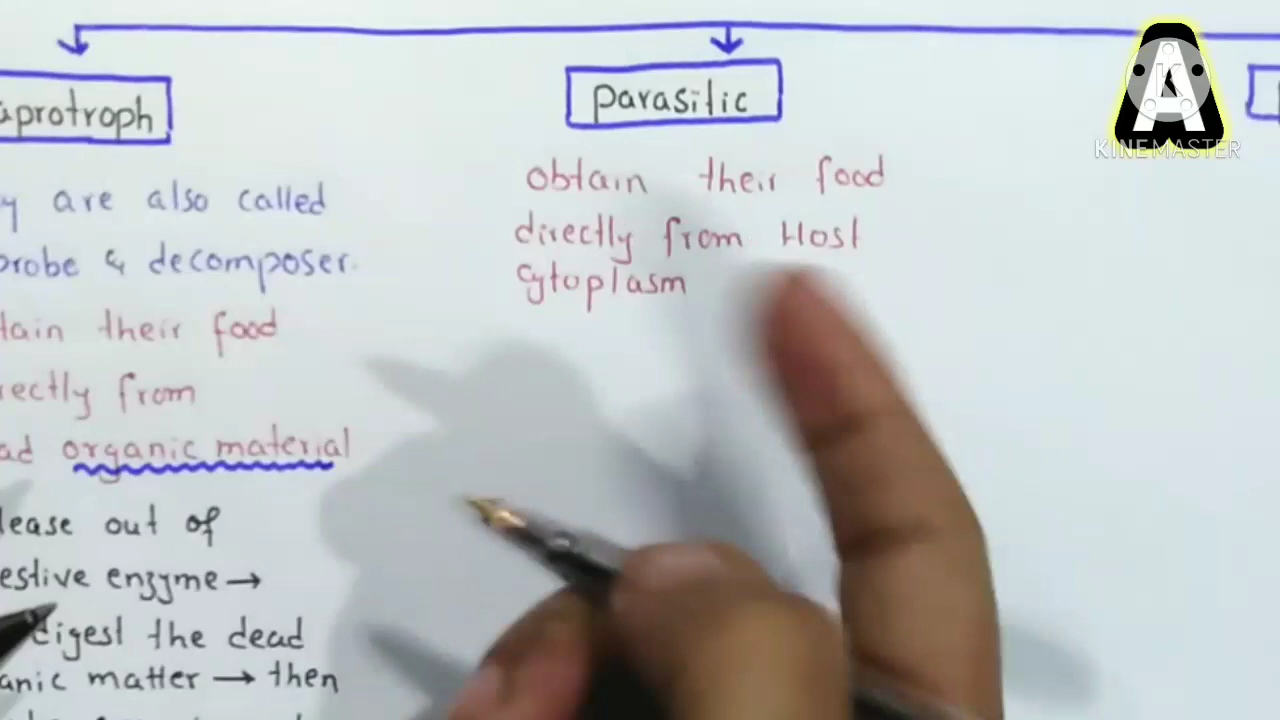 aprotroph
y are also called
robe & decomposer.
tain their food
rectly from
ad organic material
lease out of
estive enzyme →
digest the dead
anic matter → then
parasitic
obtain their food
directly from Host
cytoplasm
K
KINEMASTER